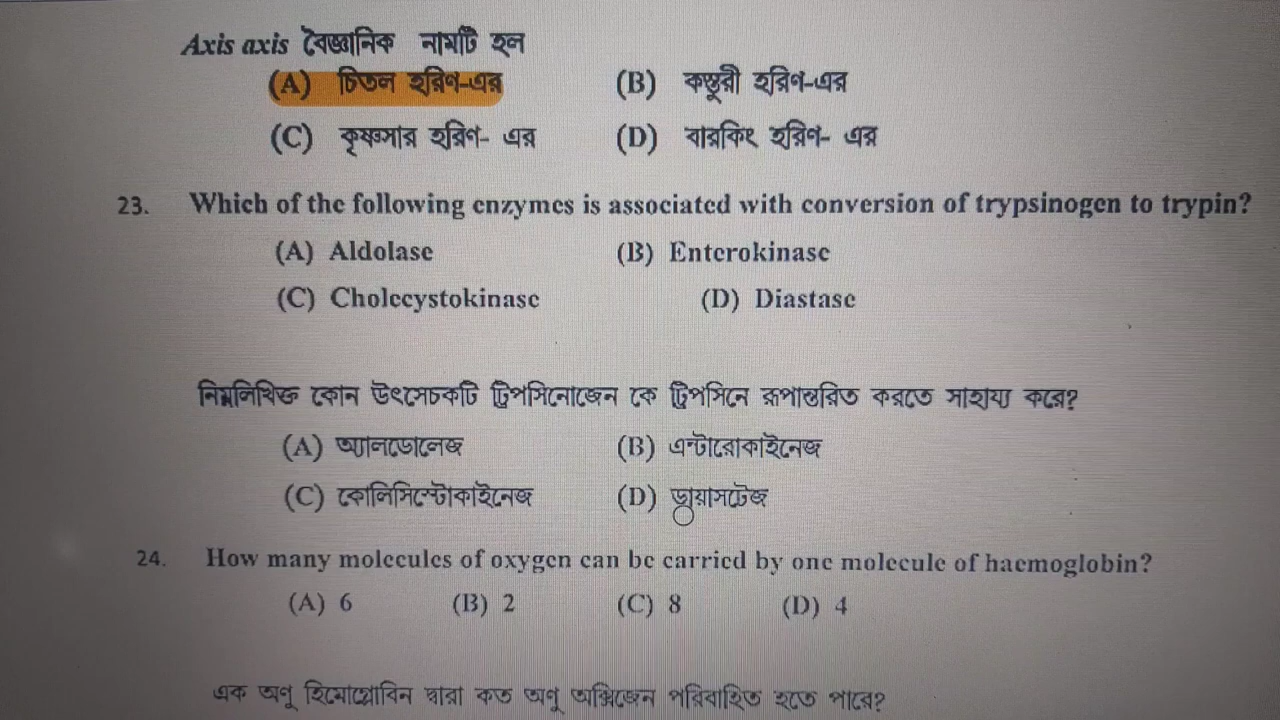 Axis axis বৈজ্ঞানিক নামটি হল
(A) চিতল হরিণ-এর (B) কস্তুরী হরিণ-এর
(C) কৃষ্ণসার হরিণ- এর (D) বারকিং হরিণ- এর
23. Which of the following enzymes is associated with conversion of trypsinogen to trypin?
(A) Aldolase (B) Enterokinase
(C) Cholecystokinase (D) Diastase
নিম্নলিখিত কোন উৎসেচকটি ট্রিপসিনোজেন কে ট্রিপসিনে রূপান্তরিত করতে সাহায্য করে?
(A) অ্যালডোলেজ (B) এন্টারোকাইনেজ
(C) কোলিসিস্টোকাইনেজ (D) ডায়াসটেজ
24. How many molecules of oxygen can be carried by one molecule of haemoglobin?
(A) 6 (B) 2 (C) 8 (D) 4
এক অণু হিমোগ্লোবিন দ্বারা কত অণু অক্সিজেন পরিবাহিত হতে পারে?